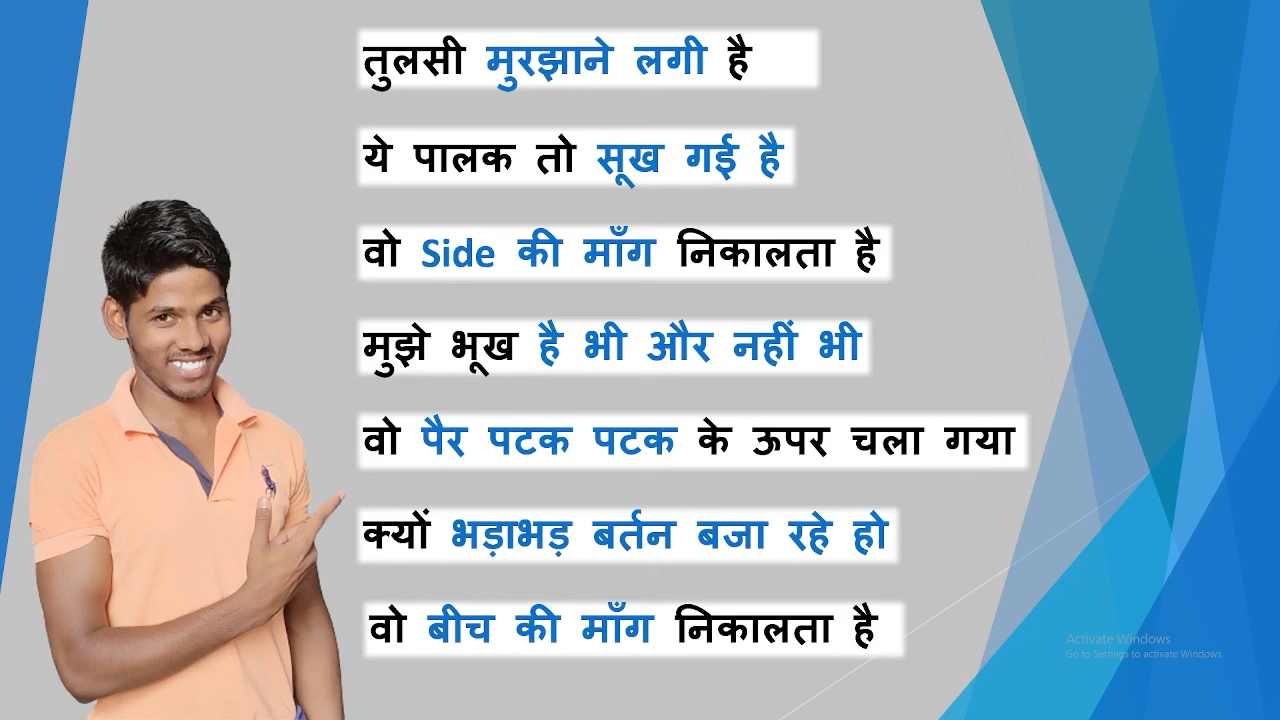 तुलसी मुरझाने लगी है
ये पालक तो सूख गई है
वो Side की माँग निकालता है
मुझे भूख है भी और नहीं भी
वो पैर पटक पटक के ऊपर चला गया
क्यों भड़ाभड़ बर्तन बजा रहे हो
वो बीच की माँग निकालता है
Activate Windows
Go to Settings to activate Windows.